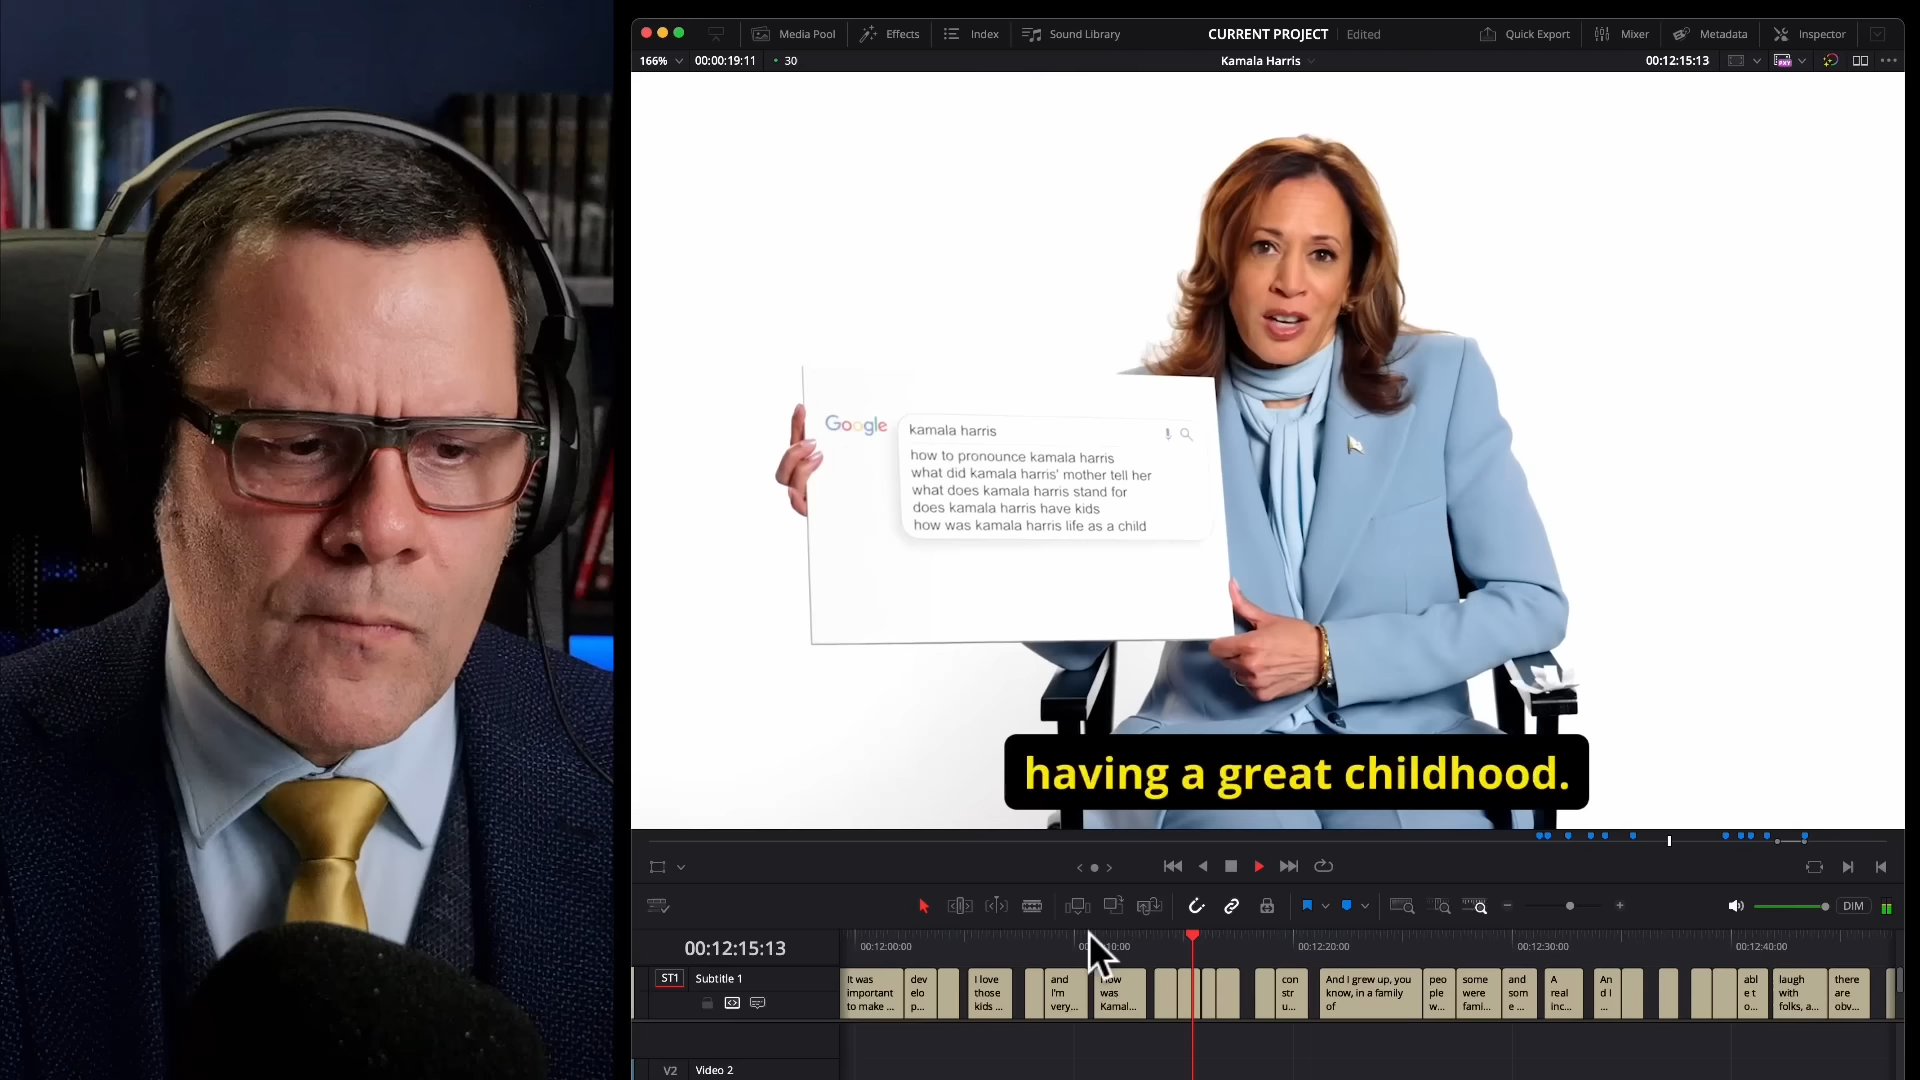 Media Pool
Effects
Index
Sound Library
CURRENT PROJECT
Edited
Quick Export
Mixer
Metadata
Inspector
166%
00:00:19:11
30
Kamala Harris
00:12:15:13
Google
kamala harris
how to pronounce kamala harris
what did kamala harris' mother tell her
what does kamala harris stand for
does kamala harris have kids
how was kamala harris life as a child
having a great childhood.
DIM
00:12:15:13
00:12:00:00
10:00
00:12:20:00
00:12:30:00
00:12:40:00
ST1
Subtitle 1
It was
important
to make ...
dev
elo
p...
I love
those
kids ...
and
I'm
very...
was
Kamal...
con
str
u...
And I grew up, you
know, in a family
of
peo
ple
w...
some
were
fami...
and
som
e ...
A
real
inc...
An
d I
...
abl
e t
o...
laugh
with
folks, a...
there
are
obv...
V2
Video 2